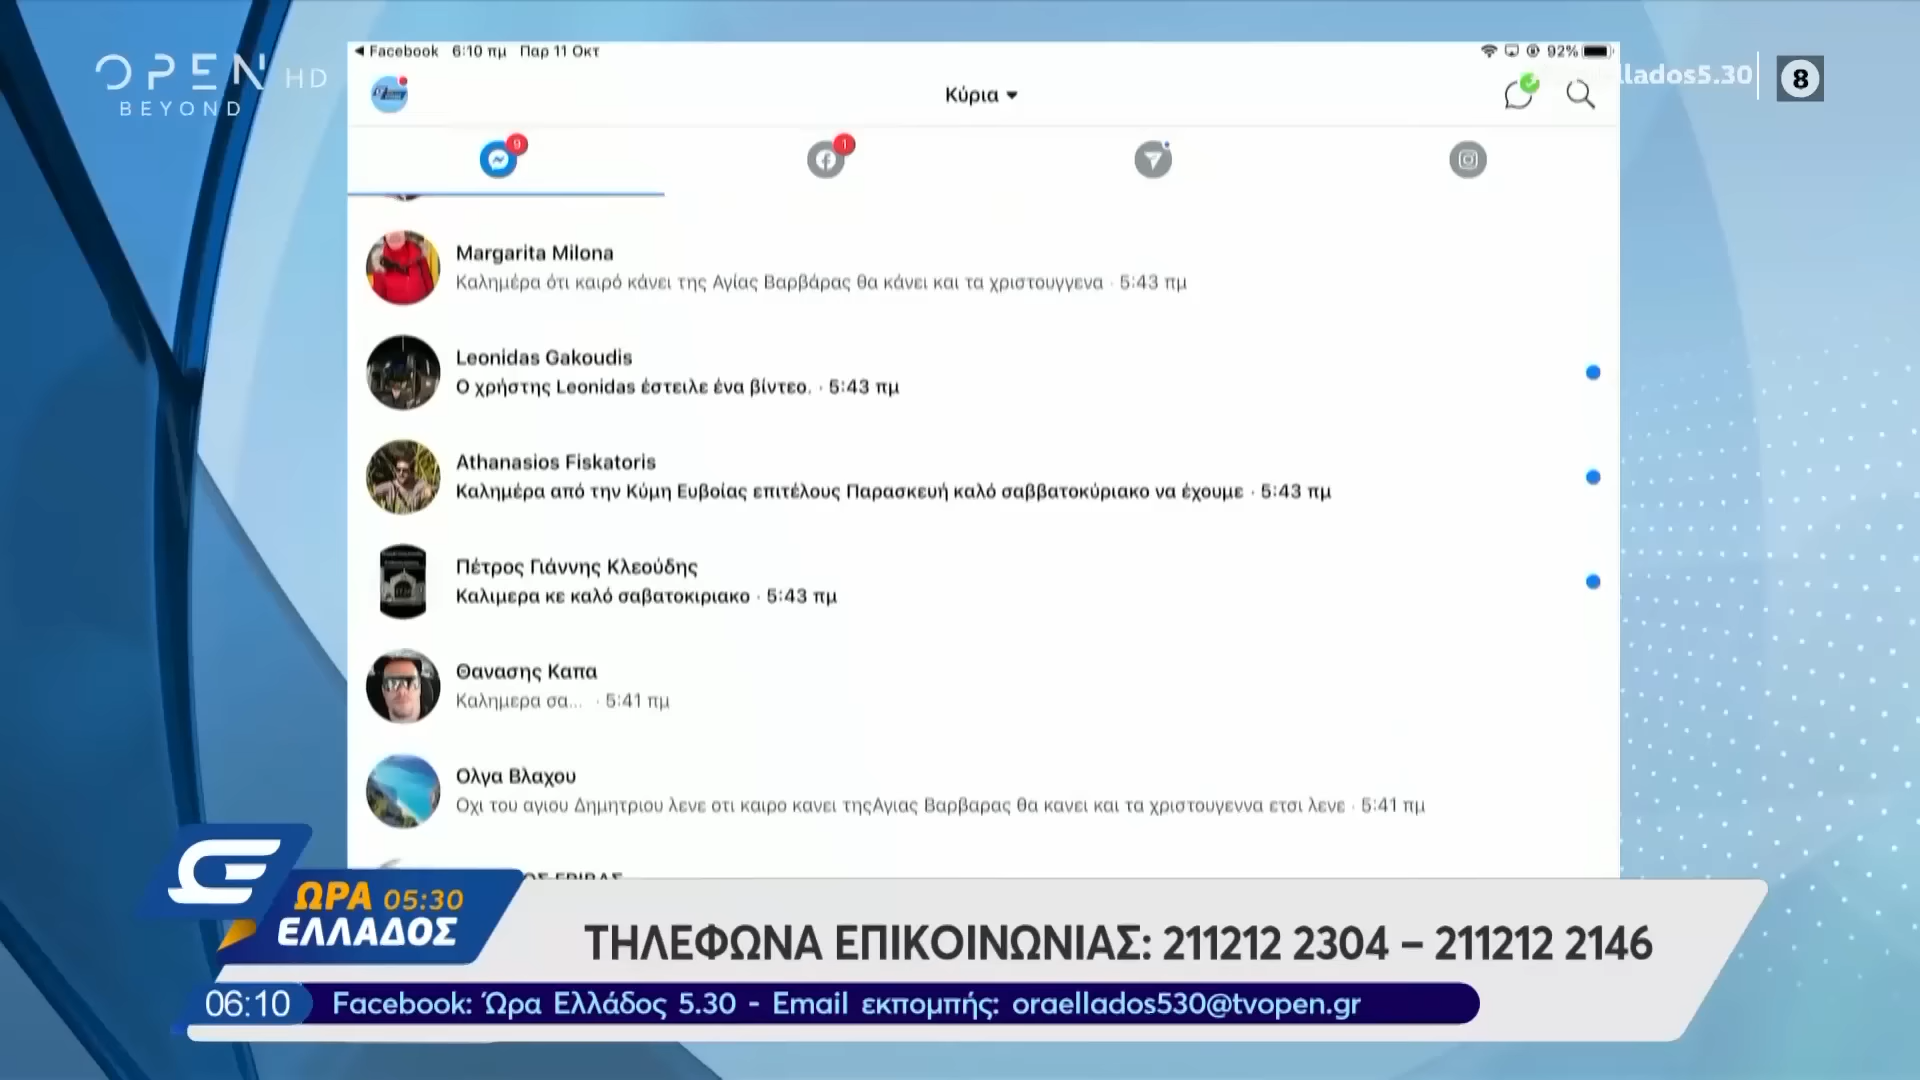 OPEN HD
BEYOND
Facebook 6:10 πμ Παρ 11 Οκτ
92%
Κύρια
llados5.30
8
9
1
Margarita Milona
Καλημέρα ότι καιρό κάνει της Αγίας Βαρβάρας θα κάνει και τα χριστουγγενα · 5:43 πμ
Leonidas Gakoudis
Ο χρήστης Leonidas έστειλε ένα βίντεο. · 5:43 πμ
Athanasios Fiskatoris
Καλημέρα από την Κύμη Ευβοίας επιτέλους Παρασκευή καλό σαββατοκύριακο να έχουμε · 5:43 πμ
Πέτρος Γιάννης Κλεούδης
Καλιμερα κε καλό σαβατοκιριακο · 5:43 πμ
Θανασης Καπα
Καλημερα σα... · 5:41 πμ
Ολγα Βλαχου
Οχι του αγιου Δημητριου λενε οτι καιρο κανει τηςΑγιας Βαρβαρας θα κανει και τα χριστουγεννα ετσι λενε · 5:41 πμ
ΩΡΑ 05:30
ΕΛΛΑΔΟΣ
ΤΗΛΕΦΩΝΑ ΕΠΙΚΟΙΝΩΝΙΑΣ: 211212 2304 – 211212 2146
06:10 Facebook: Ώρα Ελλάδος 5.30 - Email εκπομπής: oraellados530@tvopen.gr